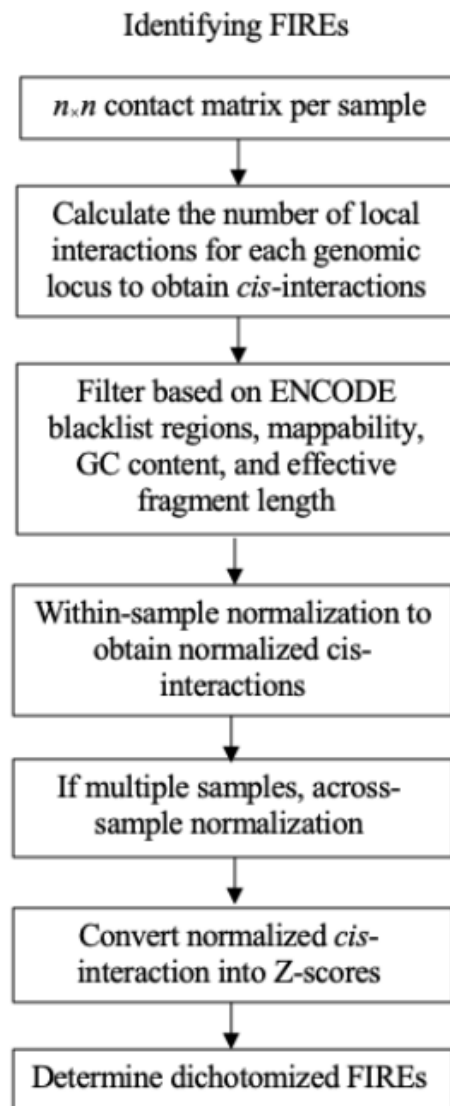 Identifying FIREs
n×n contact matrix per sample
Calculate the number of local
interactions for each genomic
locus to obtain cis-interactions
Filter based on ENCODE
blacklist regions, mappability,
GC content, and effective
fragment length
Within-sample normalization to
obtain normalized cis-
interactions
If multiple samples, across-
sample normalization
Convert normalized cis-
interaction into Z-scores
Determine dichotomized FIREs